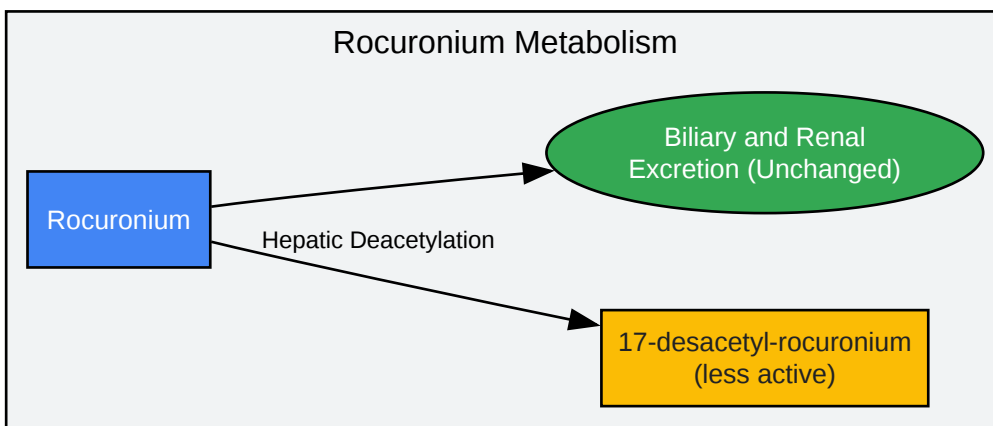 Rocuronium Metabolism
Biliary and Renal
Excretion (Unchanged)
Rocuronium
Hepatic Deacetylation
17-desacetyl-rocuronium
(less active)